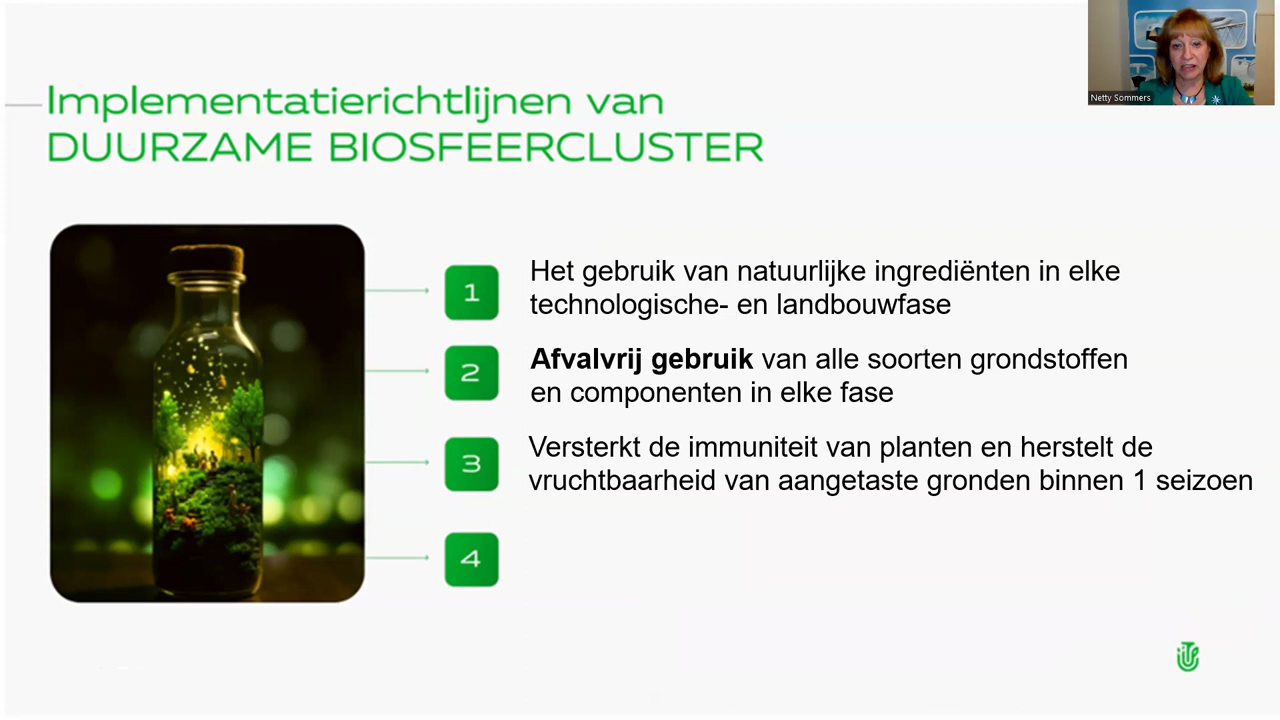 Netty Sommers
Implementatierichtlijnen van
DUURZAME BIOSFEERCLUSTER
1
Het gebruik van natuurlijke ingrediënten in elke
technologische- en landbouwfase
2
Afvalvrij gebruik van alle soorten grondstoffen
en componenten in elke fase
3
Versterkt de immuniteit van planten en herstelt de
vruchtbaarheid van aangetaste gronden binnen 1 seizoen
4